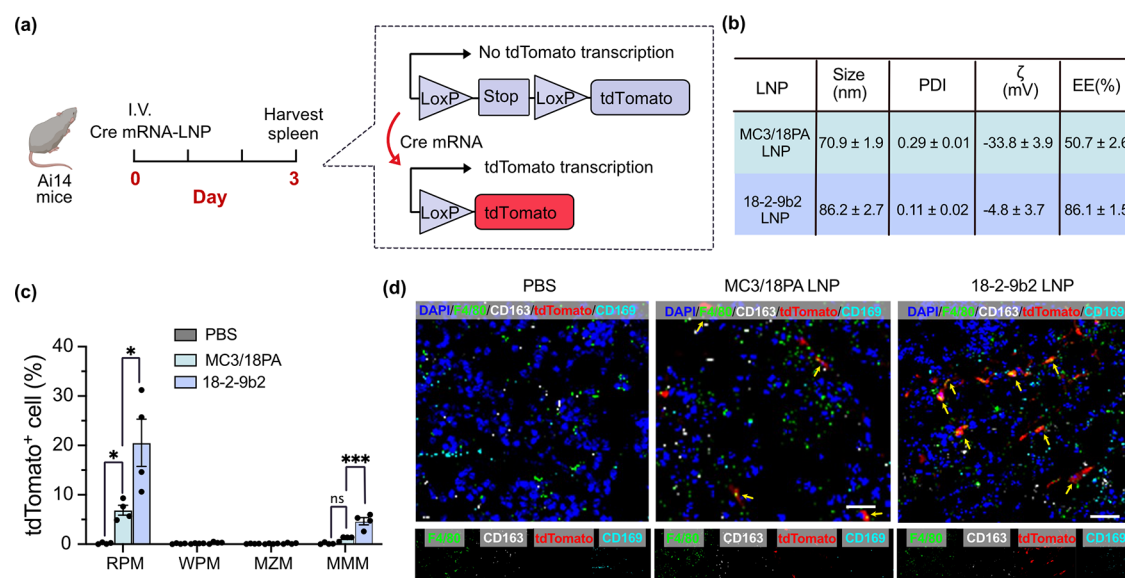 (a)
I.V.
Cre mRNA-LNP
Harvest
spleen
0
3
Day
Ai14
mice
No tdTomato transcription
LoxP
Stop
LoxP
tdTomato
Cre mRNA
tdTomato transcription
LoxP
tdTomato
(b)
LNP
Size
(nm)
PDI
ζ
(mV)
EE(%)
MC3/18PA
LNP
70.9 ± 1.9
0.29 ± 0.01
-33.8 ± 3.9
50.7 ± 2.6
18-2-9b2
LNP
86.2 ± 2.7
0.11 ± 0.02
-4.8 ± 3.7
86.1 ± 1.5
(c)
PBS
MC3/18PA
18-2-9b2
tdTomato+ cell (%)
40
30
20
10
0
*
*
ns
***
RPM
WPM
MZM
MMM
(d)
PBS
MC3/18PA LNP
18-2-9b2 LNP
DAPI/F4/80/CD163/tdTomato/CD169
DAPI/F4/80/CD163/tdTomato/CD169
DAPI/F4/80/CD163/tdTomato/CD169
F4/80 CD163 tdTomato CD169
F4/80 CD163 tdTomato CD169
F4/80 CD163 tdTomato CD169